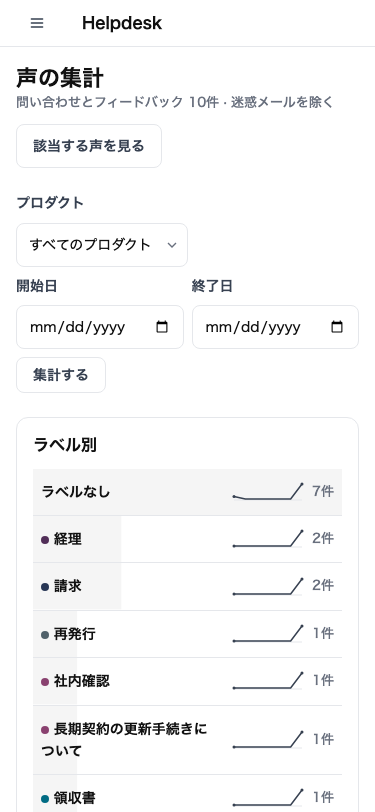 Helpdesk
声の集計
問い合わせとフィードバック 10件 · 迷惑メールを除く
該当する声を見る
プロダクト
すべてのプロダクト
開始日 終了日
mm/dd/yyyy mm/dd/yyyy
集計する
ラベル別
ラベルなし 7件
経理 2件
請求 2件
再発行 1件
社内確認 1件
長期契約の更新手続きに
ついて 1件
領収書 1件